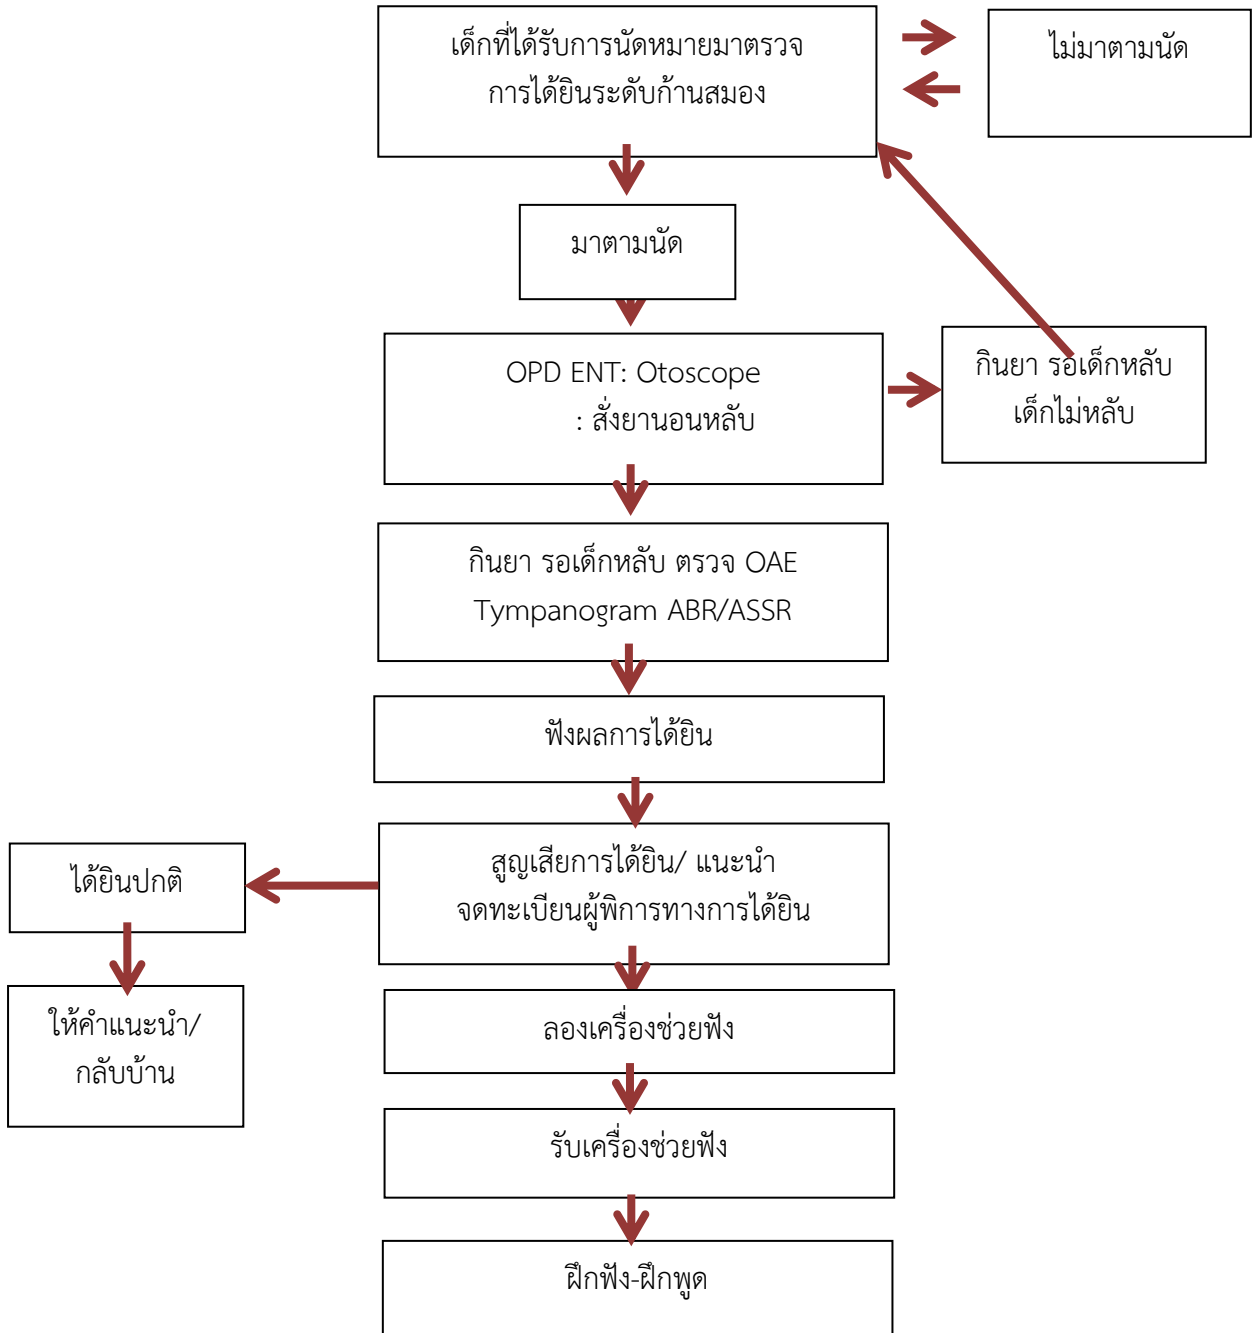 เด็กที่ได้รับการนัดหมายมาตรวจ
การได้ยินระดับก้านสมอง
ไม่มาตามนัด
มาตามนัด
OPD ENT: Otoscope
: สั่งยานอนหลับ
กินยา รอเด็กหลับ
เด็กไม่หลับ
กินยา รอเด็กหลับ ตรวจ OAE
Tympanogram ABR/ASSR
ฟังผลการได้ยิน
สูญเสียการได้ยิน/ แนะนำ
จดทะเบียนผู้พิการทางการได้ยิน
ได้ยินปกติ
ให้คำแนะนำ/
กลับบ้าน
ลองเครื่องช่วยฟัง
รับเครื่องช่วยฟัง
ฝึกฟัง-ฝึกพูด